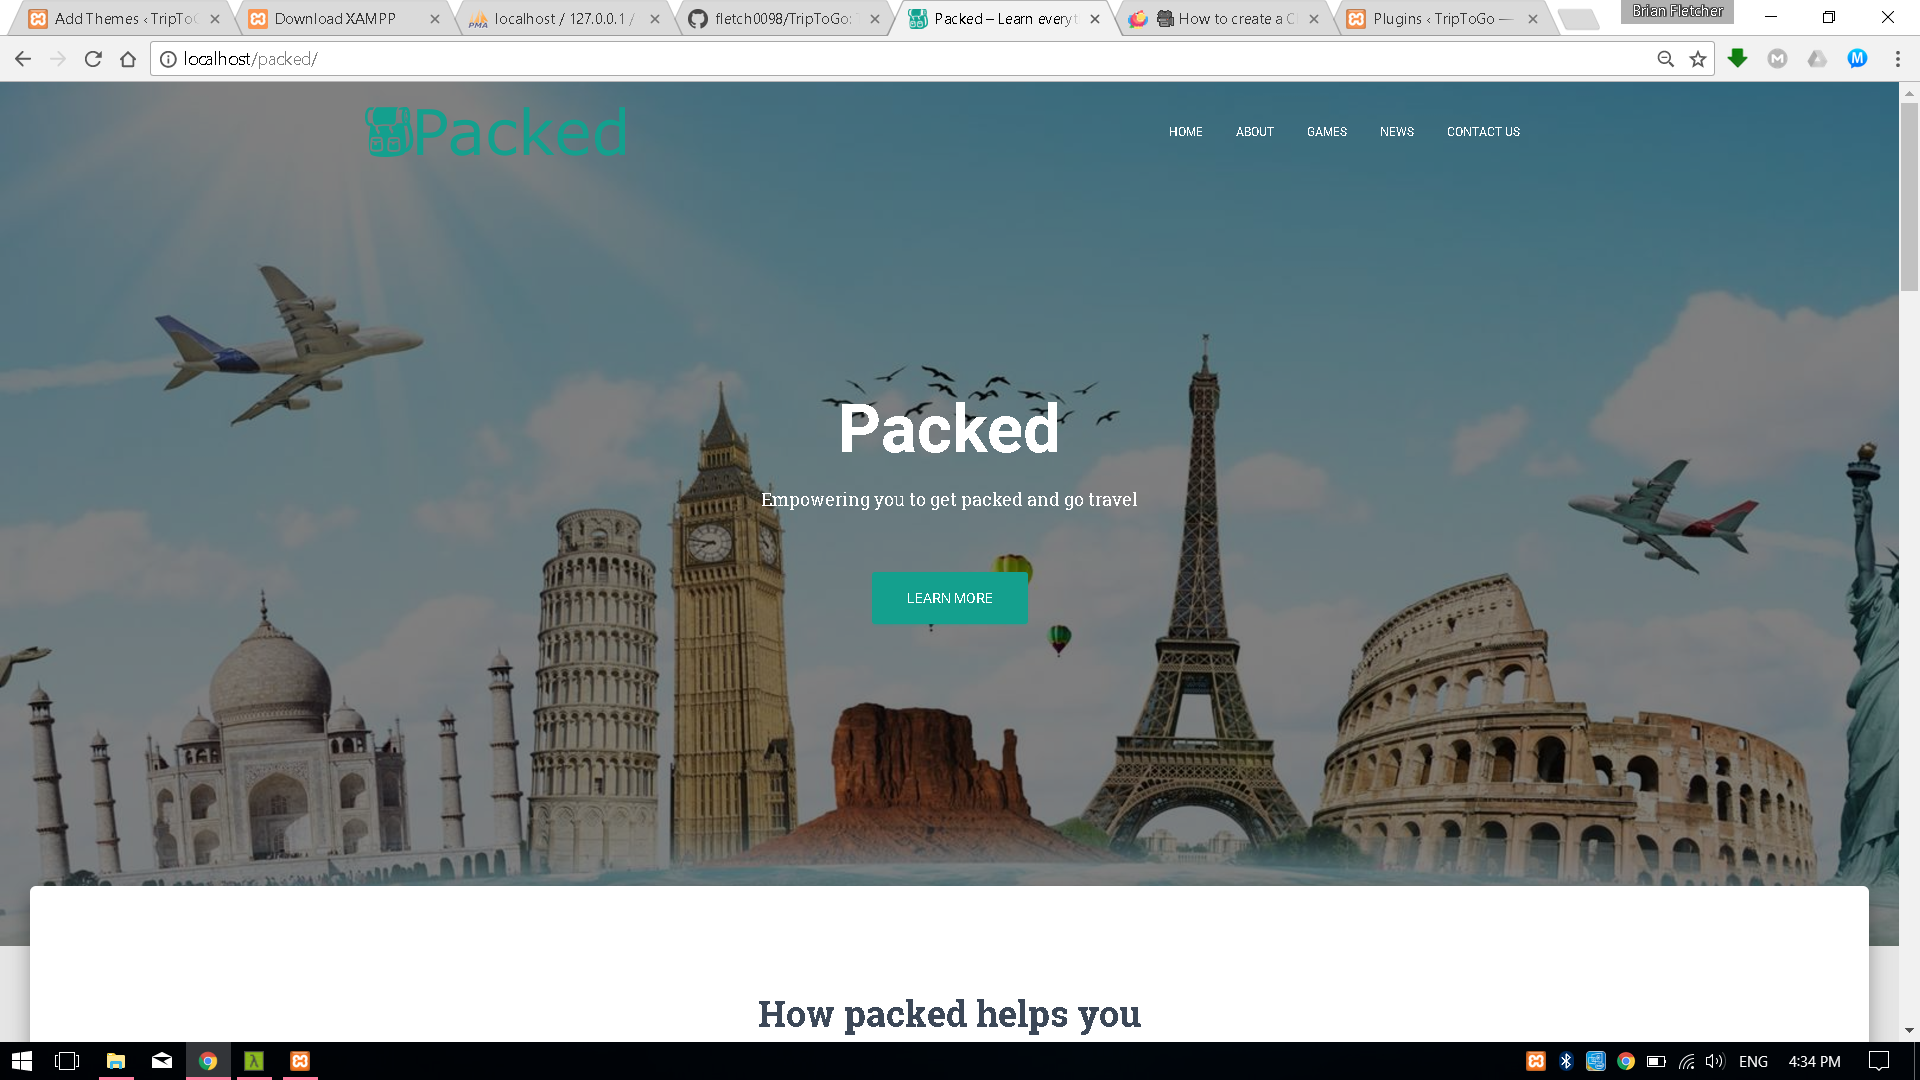 Add Themes ‹ TripToG
Download XAMPP
localhost / 127.0.0.1 /
fletch0098/TripToGo:
Packed – Learn everyt
How to create a C
Plugins ‹ TripToGo —
Brian Fletcher
localhost/packed/
Packed
HOME ABOUT GAMES NEWS CONTACT US
Packed
Empowering you to get packed and go travel
LEARN MORE
How packed helps you
ENG 4:34 PM